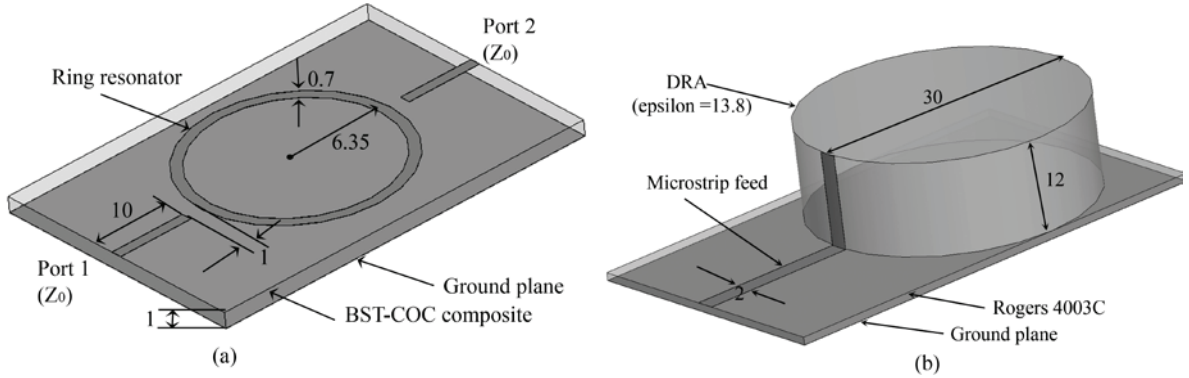 Port 2
(Z0)
Ring resonator
0.7
6.35
10
1
Port 1
(Z0)
Ground plane
BST-COC composite
1
(a)
DRA
(epsilon =13.8)
30
12
Microstrip feed
2
Rogers 4003C
Ground plane
(b)